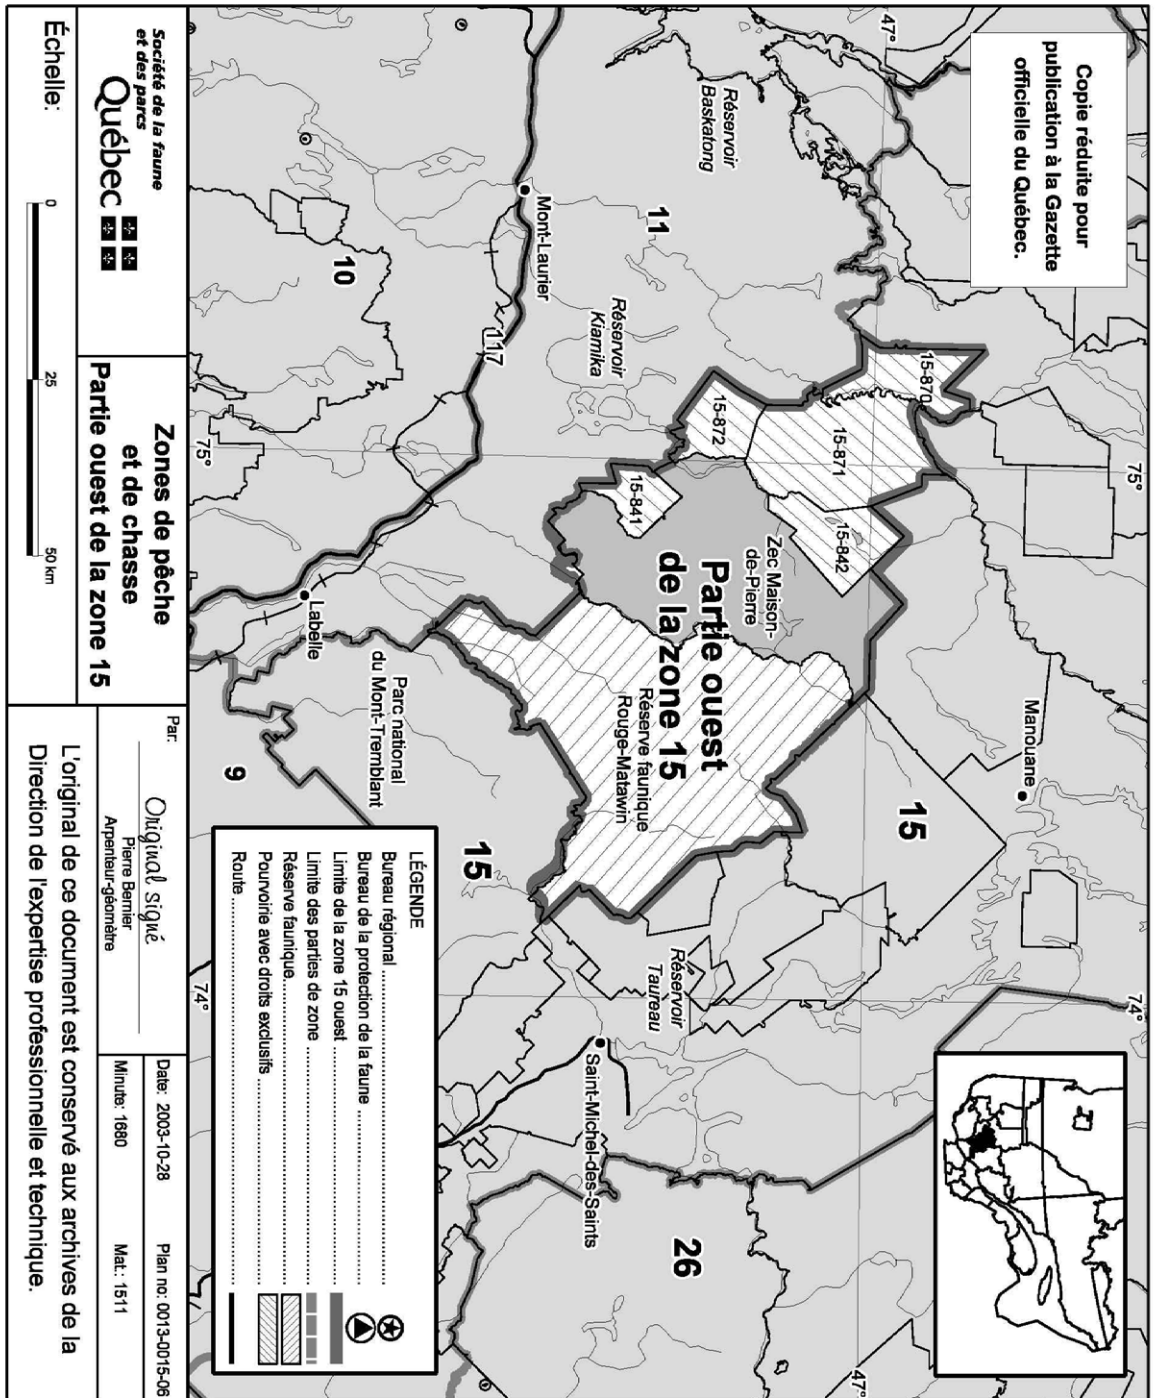 Copie réduite pour
publication à la Gazette
officielle du Québec.
47°
75°
74°
47°
75°
74°
Réservoir
Baskatong
11
Mont-Laurier
10
117
Réservoir
Kiamika
15-870
15-871
15-872
15-841
15-842
Zec Maison-
de-Pierre
Partie ouest
de la zone 15
Réserve faunique
Rouge-Matawin
Manouane
15
Labelle
Parc national
du Mont-Tremblant
9
15
Réservoir
Taureau
Saint-Michel-des-Saints
26
LÉGENDE
Bureau régional
Bureau de la protection de la faune
Limite de la zone 15 ouest
Limite des parties de zone
Réserve faunique
Pourvoirie avec droits exclusifs
Route
Société de la faune
et des parcs
Québec
Échelle:
0 25 50 km
Zones de pêche
et de chasse
Partie ouest de la zone 15
Par:
Original signé
Pierre Bernier
Arpenteur-géomètre
Date: 2003-10-28 Plan no: 0013-0015-06
Minute: 1680 Mat.: 1511
L'original de ce document est conservé aux archives de la
Direction de l'expertise professionnelle et technique.